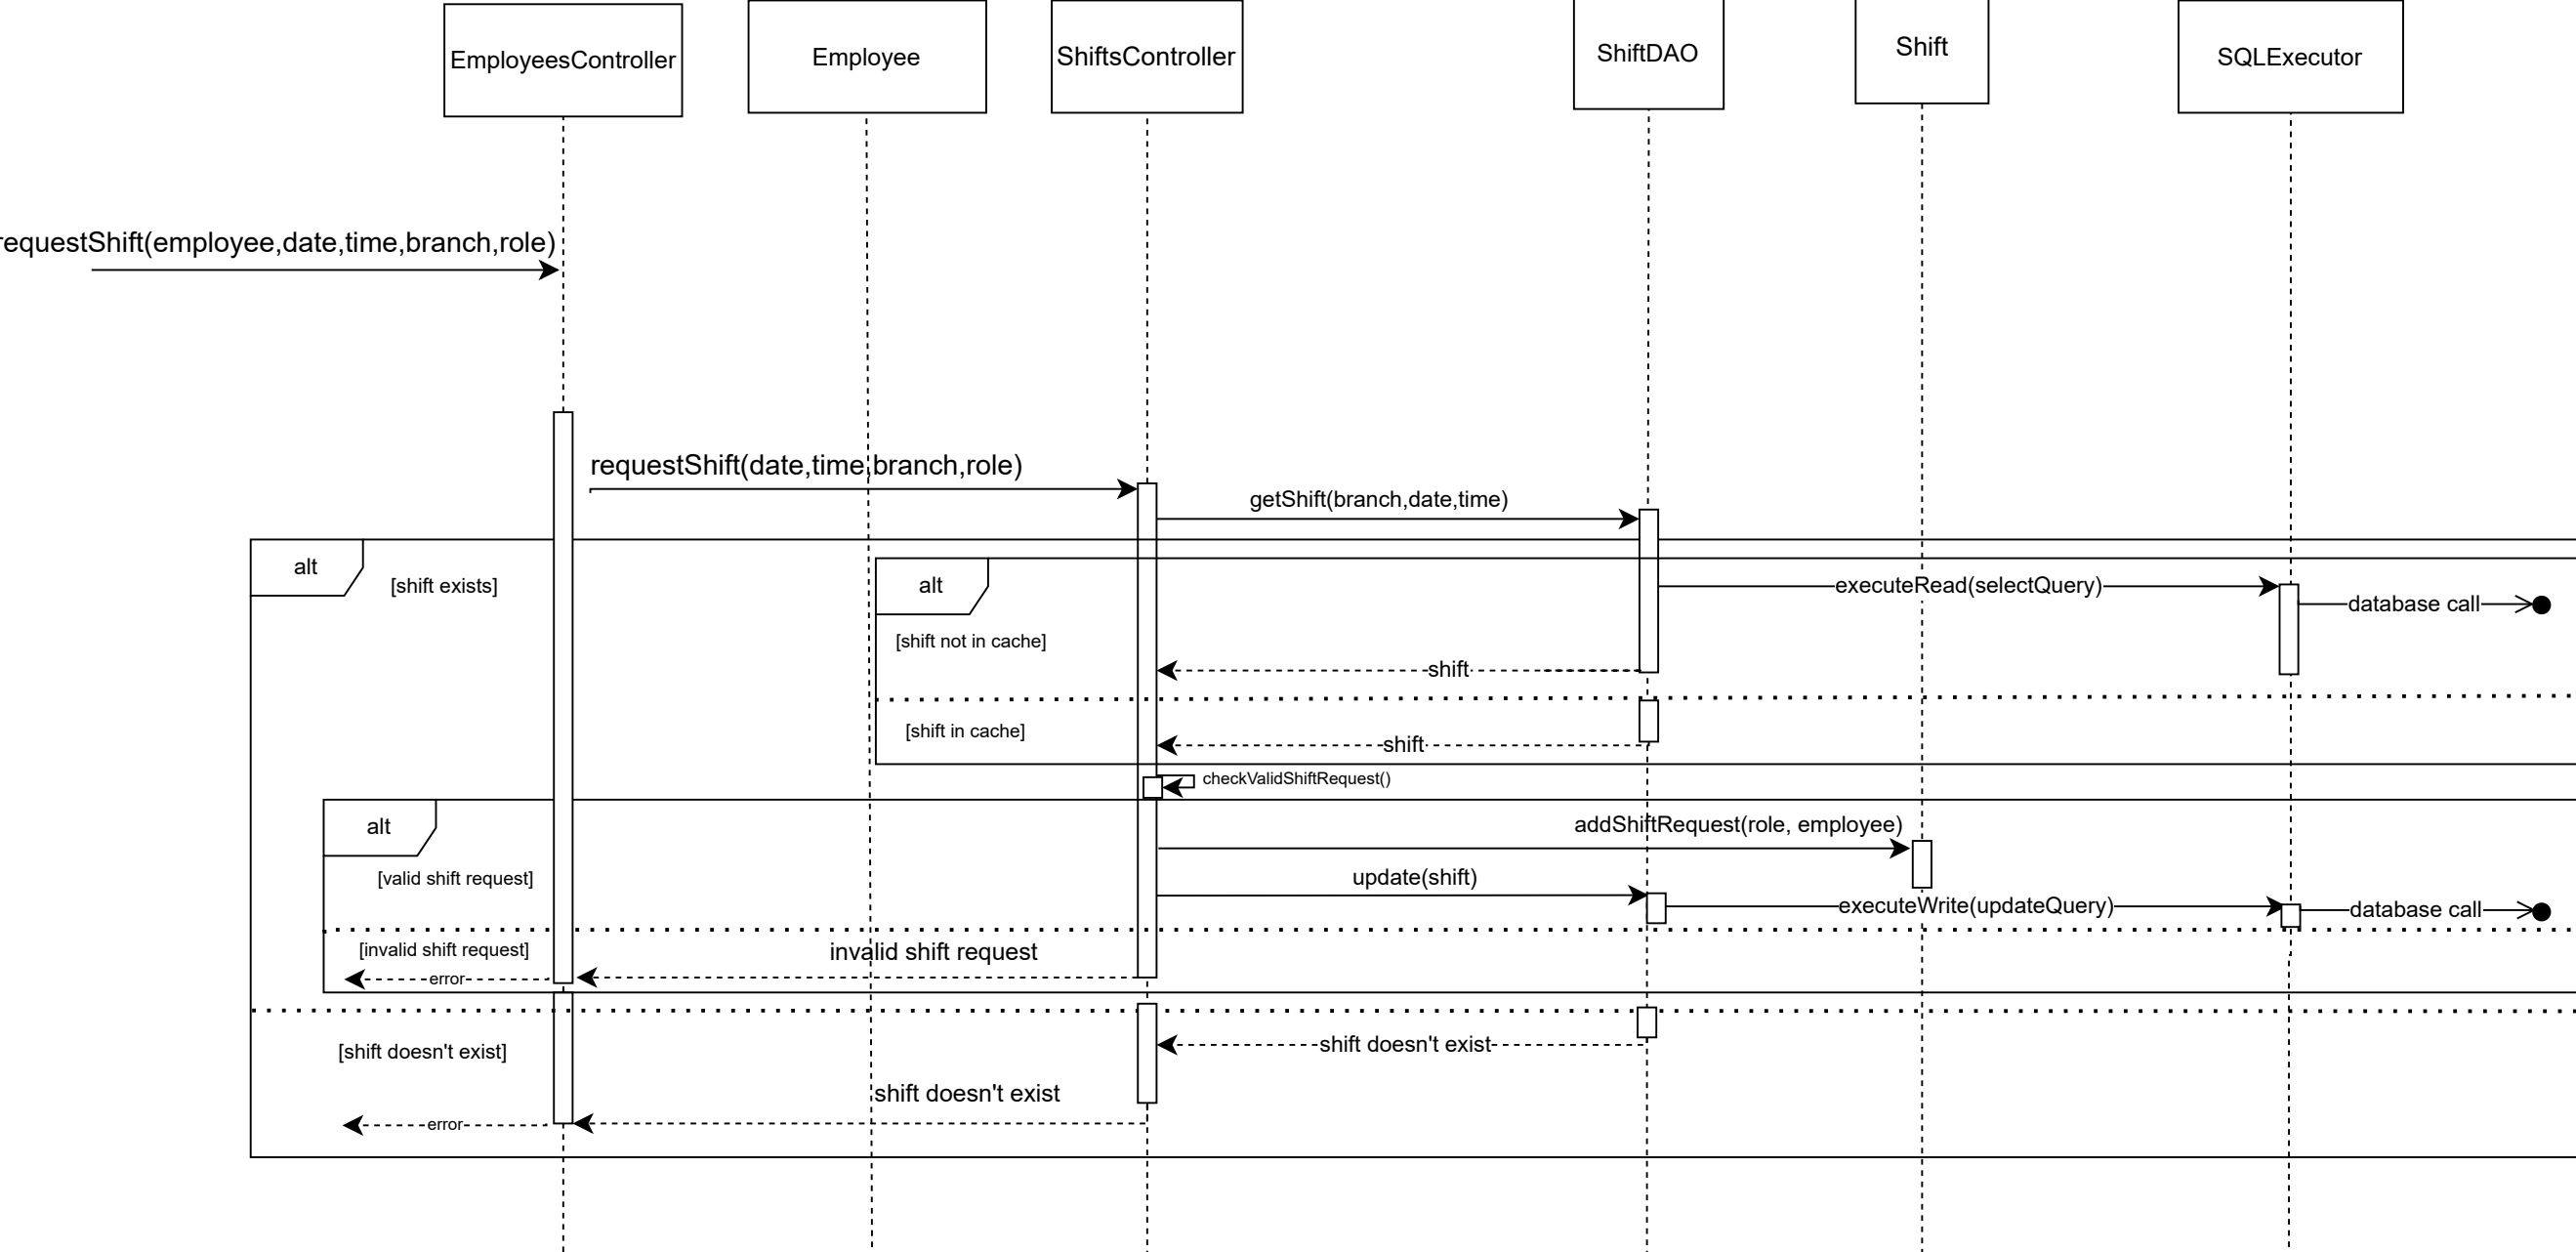 EmployeesController
Employee
ShiftsController
ShiftDAO
Shift
SQLExecutor
requestShift(employee,date,time,branch,role)
requestShift(date,time,branch,role)
getShift(branch,date,time)
alt
[shift exists]
alt
executeRead(selectQuery)
database call
[shift not in cache]
shift
[shift in cache]
shift
checkValidShiftRequest()
alt
addShiftRequest(role, employee)
[valid shift request]
update(shift)
executeWrite(updateQuery)
database call
[invalid shift request]
invalid shift request
error
[shift doesn't exist]
shift doesn't exist
shift doesn't exist
error